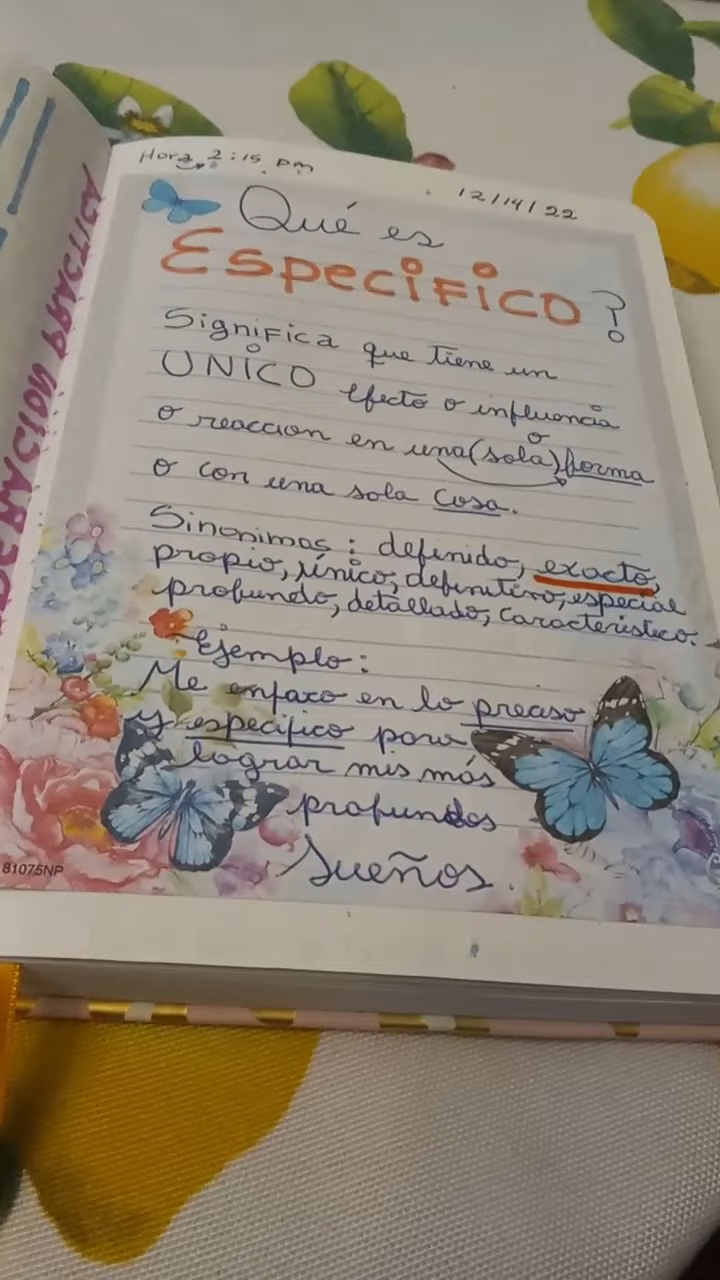 Hora 2:15 pm
12/14/22
Qué es
EspeciFiCO?
Significa que tiene un
UNICO efecto o influencia
o reaccion en una (sola) forma
o con una sola cosa.
Sinonimos: definido, exacto,
propio, único, definitivo, especial
profundo, detallado, caracteristico.
Ejemplo:
Me enfoco en lo preciso
y especifico para
lograr mis más
profundos
Sueños.
81075NP